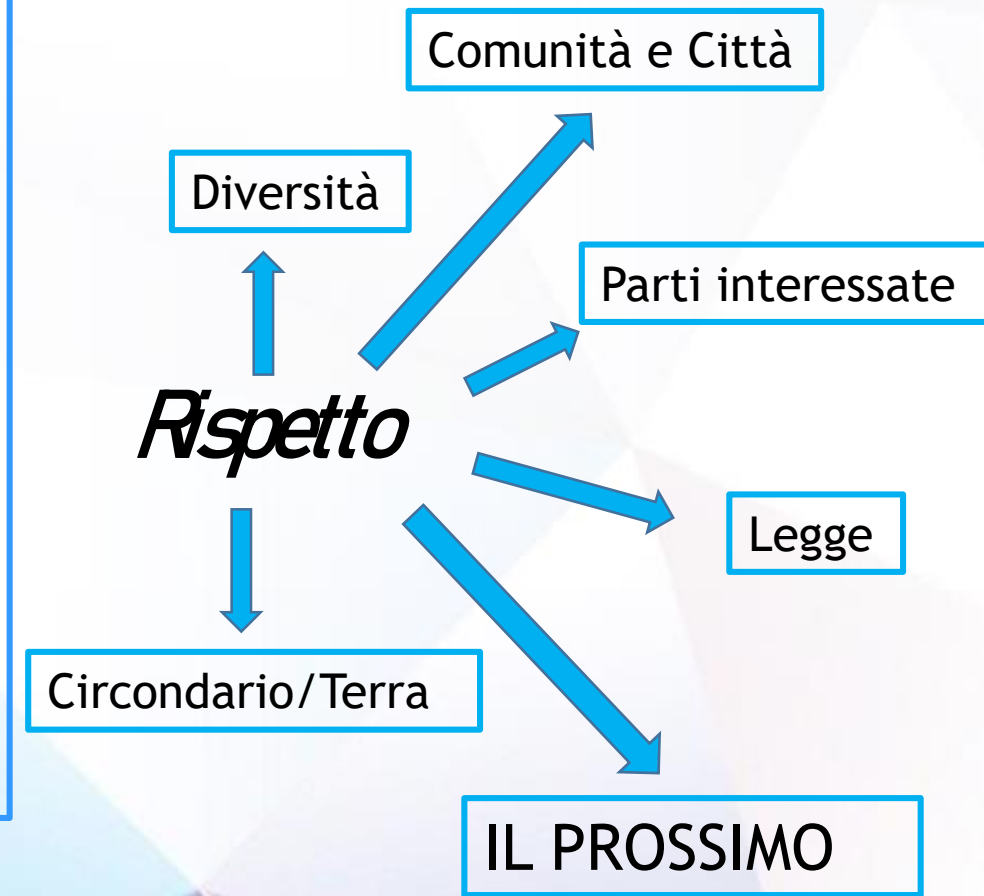 Comunità e Città
Diversità
Parti interessate
Rispetto
Legge
Circondario/Terra
IL PROSSIMO